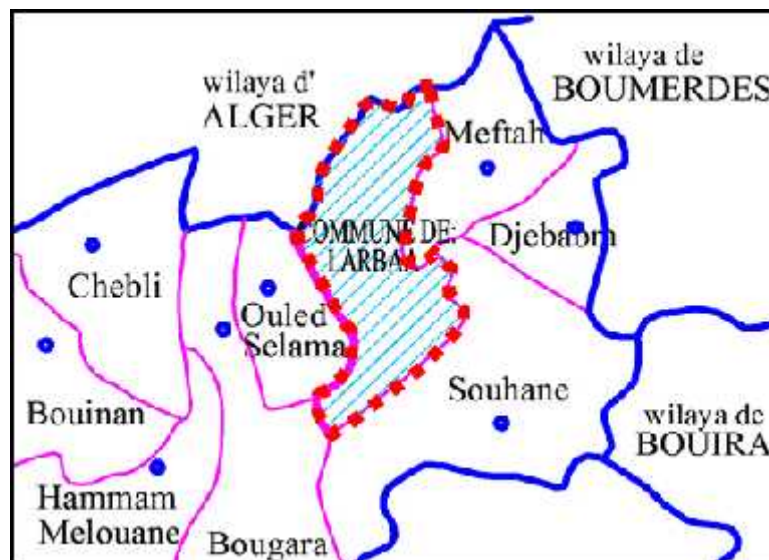 wilaya d'
ALGER
wilaya de
BOUMERDES
Meftah
COMMUNE DE:
LARBAA
Djebabra
Chebli
Ouled
Selama
Bouinan
Souhane
wilaya de
BOUIRA
Hammam
Melouane
Bougara